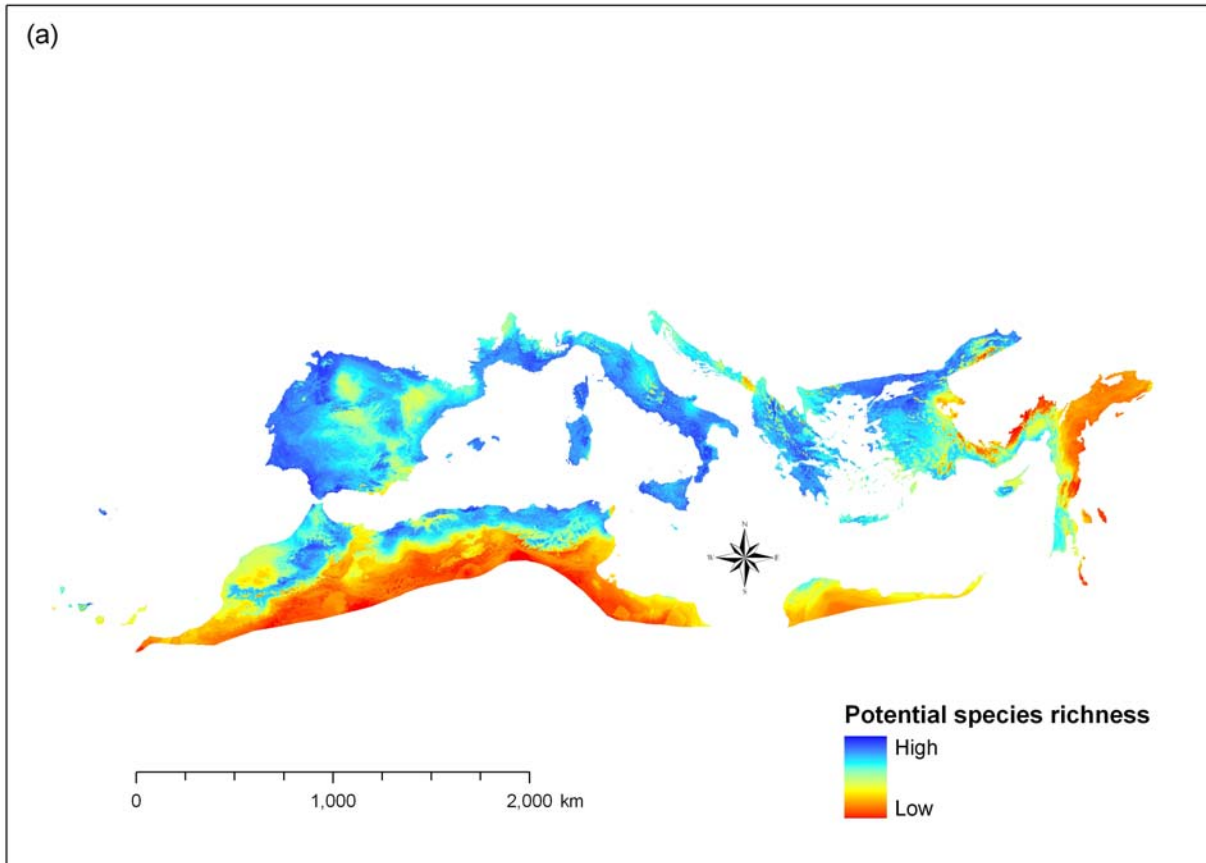 (a)
N
W E
S
Potential species richness
High
Low
0 1,000 2,000 km